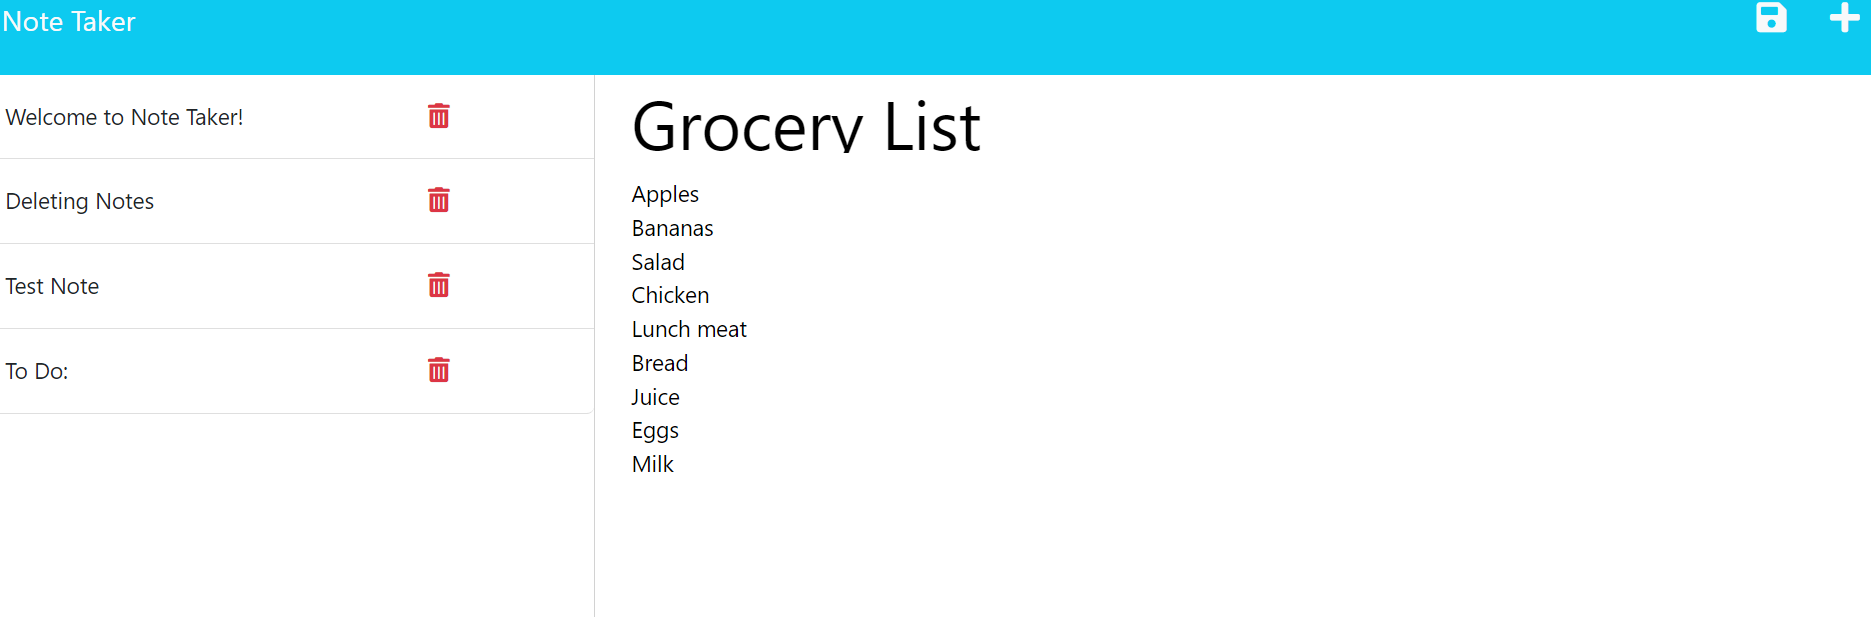 Note Taker
Welcome to Note Taker!
Deleting Notes
Test Note
To Do:
Grocery List
Apples
Bananas
Salad
Chicken
Lunch meat
Bread
Juice
Eggs
Milk